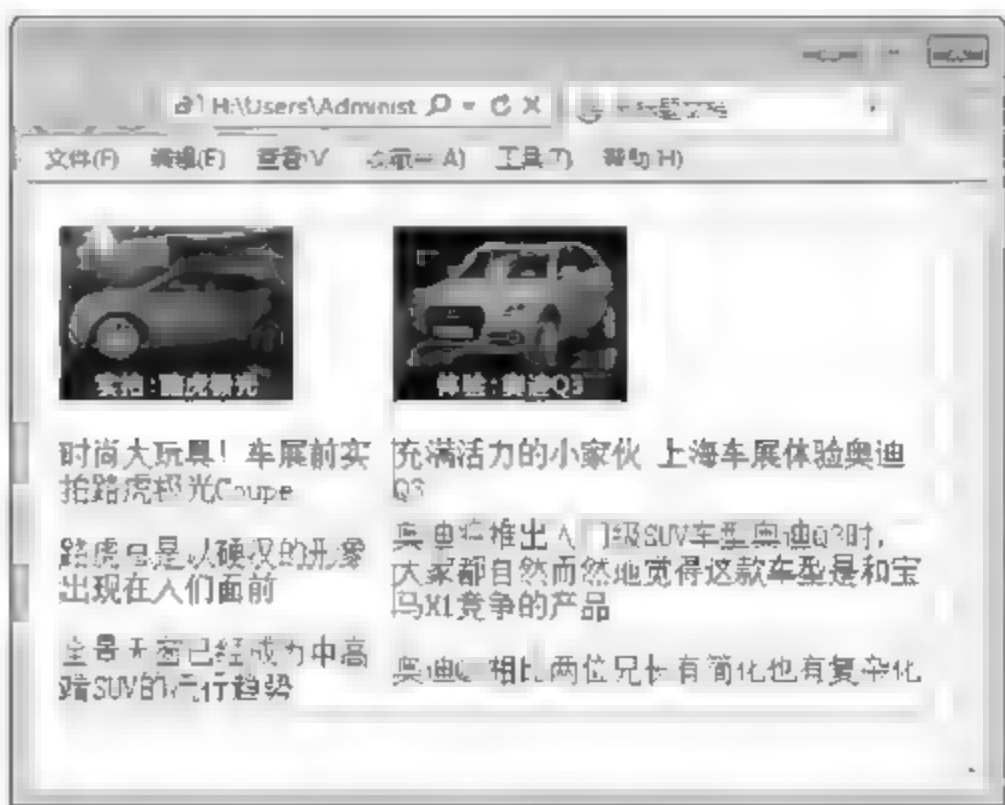 H:\Users\Administ
文件(F) 编辑(E) 查看(V) A) 工具(T) 帮助(H)
实拍:路虎极光
体验:奥迪Q3
时尚大玩具! 车展前实
拍路虎极光Coupe
路虎总是以硬汉的形象
出现在人们面前
全景天窗已经成为中高
端SUV的流行趋势
充满活力的小家伙 上海车展体验奥迪
Q3
奥迪将推出入门级SUV车型奥迪Q3时,
大家都自然而然地觉得这款车型是和宝
马X1竞争的产品
奥迪 相比两位兄长有简化也有复杂化